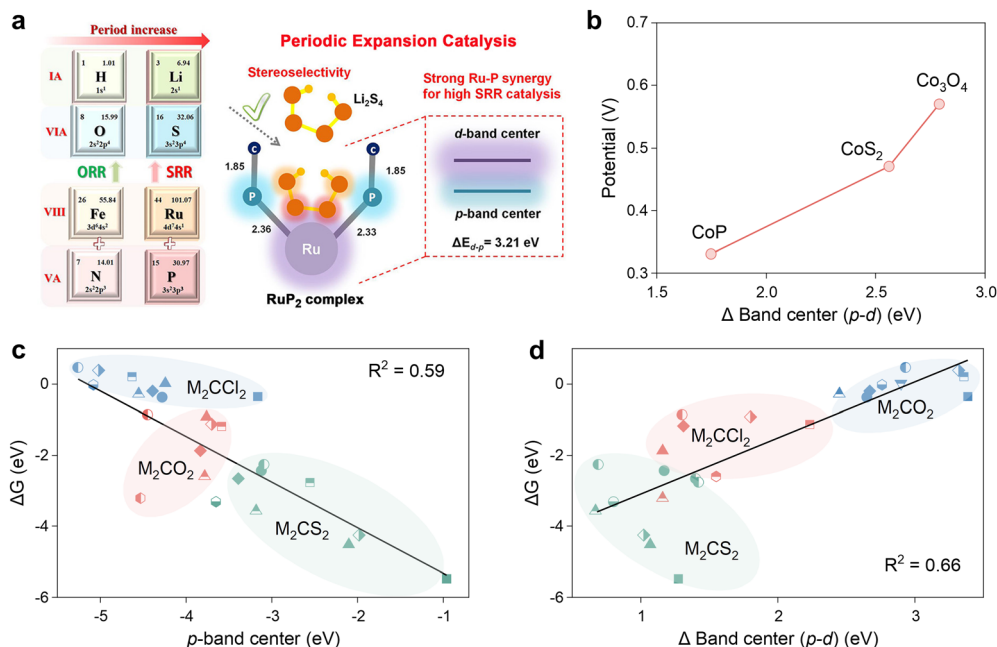 a
Period increase
Periodic Expansion Catalysis
IA
1 1.01
H
1s¹
3 6.94
Li
2s¹
VIA
8 15.99
O
2s²2p⁴
16 32.06
S
3s²3p⁴
ORR
SRR
VIII
26 55.84
Fe
3d⁶4s²
44 101.07
Ru
4d⁷4s¹
VA
7 14.01
N
2s²2p³
15 30.97
P
3s²3p³
Stereoselectivity
Li₂S₄
C
C
1.85
1.85
P
P
2.36
2.33
Ru
RuP₂ complex
Strong Ru-P synergy
for high SRR catalysis
d-band center
p-band center
ΔE_d-p = 3.21 eV
b
Potential (V)
0.7
0.6
0.5
0.4
0.3
CoP
CoS₂
Co₃O₄
1.5 2.0 2.5 3.0
Δ Band center (p-d) (eV)
c
ΔG (eV)
0
-2
-4
-6
R² = 0.59
M₂CCl₂
M₂CO₂
M₂CS₂
-5 -4 -3 -2 -1
p-band center (eV)
d
ΔG (eV)
0
-2
-4
-6
M₂CO₂
M₂CCl₂
M₂CS₂
R² = 0.66
1 2 3
Δ Band center (p-d) (eV)